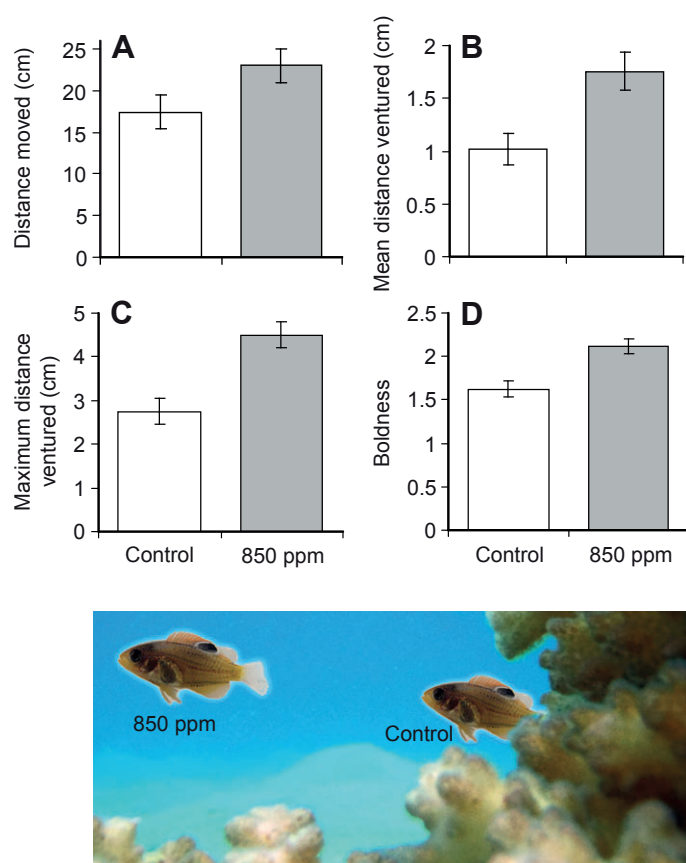 A
Distance moved (cm)
25
20
15
10
5
0
B
Mean distance ventured (cm)
2
1.5
1
0.5
0
C
Maximum distance
ventured (cm)
5
4
3
2
1
0
Control
850 ppm
D
Boldness
2.5
2
1.5
1
0.5
0
Control
850 ppm
850 ppm
Control